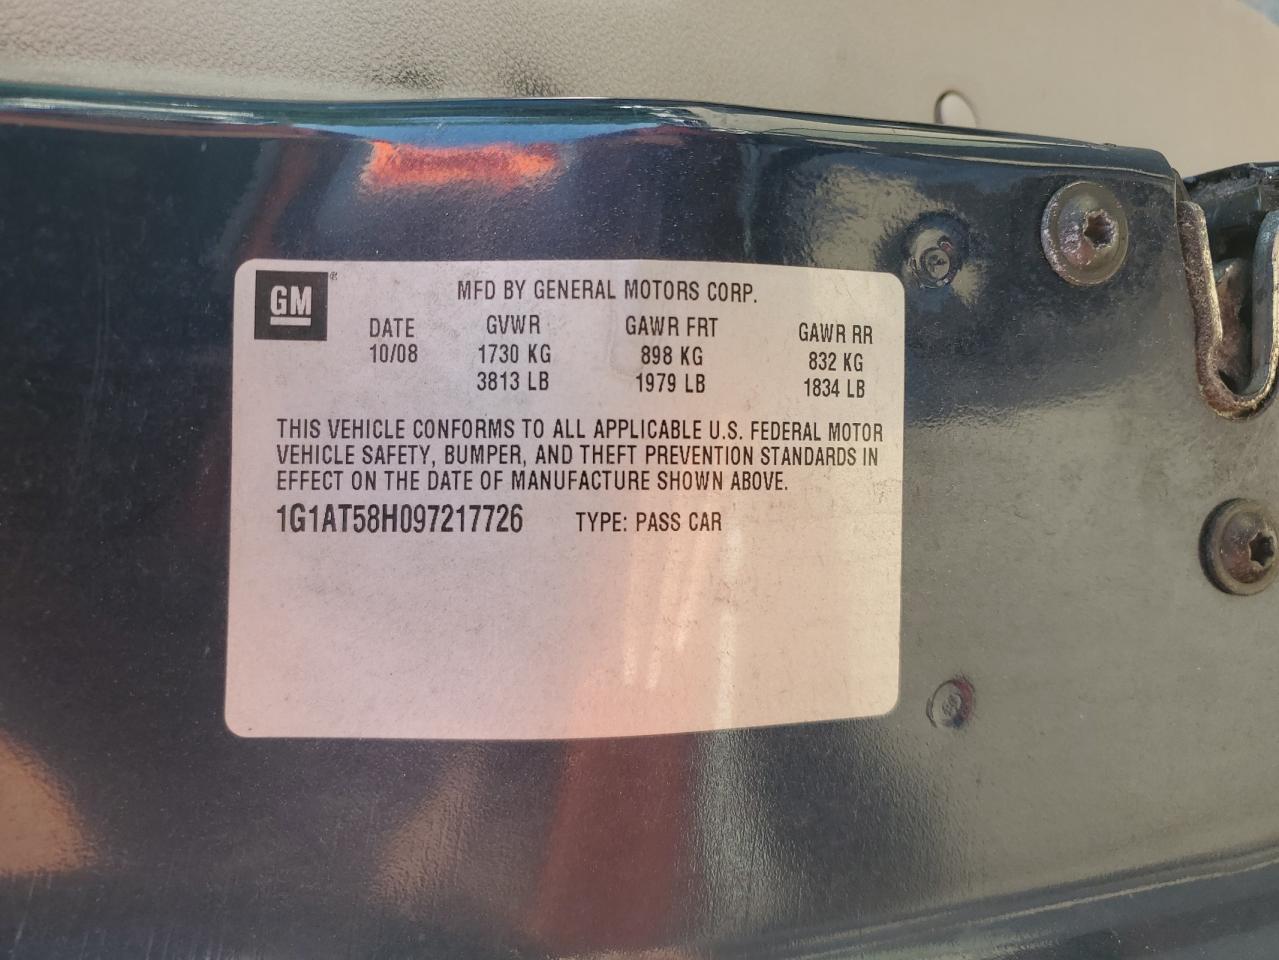 GM®
MFD BY GENERAL MOTORS CORP.
DATE GVWR GAWR FRT GAWR RR
10/08 1730 KG 898 KG 832 KG
3813 LB 1979 LB 1834 LB
THIS VEHICLE CONFORMS TO ALL APPLICABLE U.S. FEDERAL MOTOR
VEHICLE SAFETY, BUMPER, AND THEFT PREVENTION STANDARDS IN
EFFECT ON THE DATE OF MANUFACTURE SHOWN ABOVE.
1G1AT58H097217726 TYPE: PASS CAR